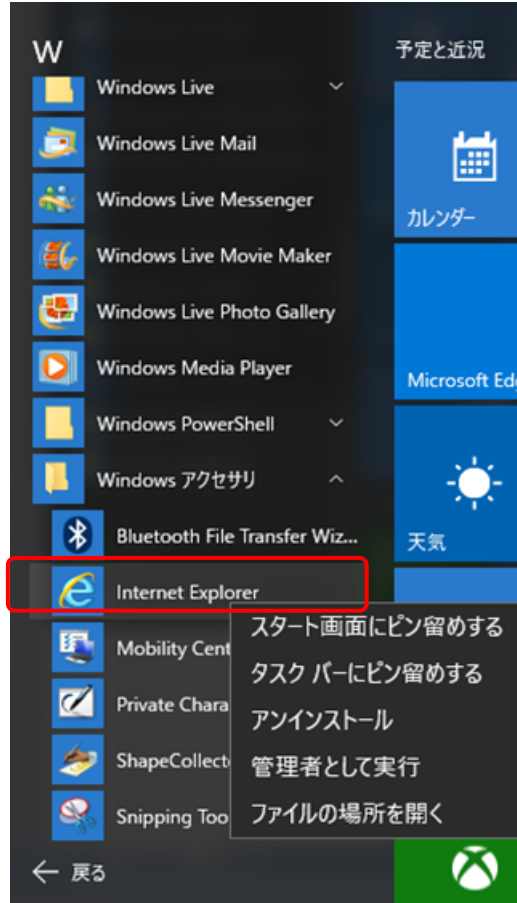 W
Windows Live
Windows Live Mail
Windows Live Messenger
Windows Live Movie Maker
Windows Live Photo Gallery
Windows Media Player
Windows PowerShell
Windows アクセサリ
Bluetooth File Transfer Wiz...
Internet Explorer
Mobility Cent
Private Chara
ShapeCollect
Snipping Too
戻る
スタート画面にピン留めする
タスク バーにピン留めする
アンインストール
管理者として実行
ファイルの場所を開く
予定と近況
カレンダー
Microsoft Ed
天気